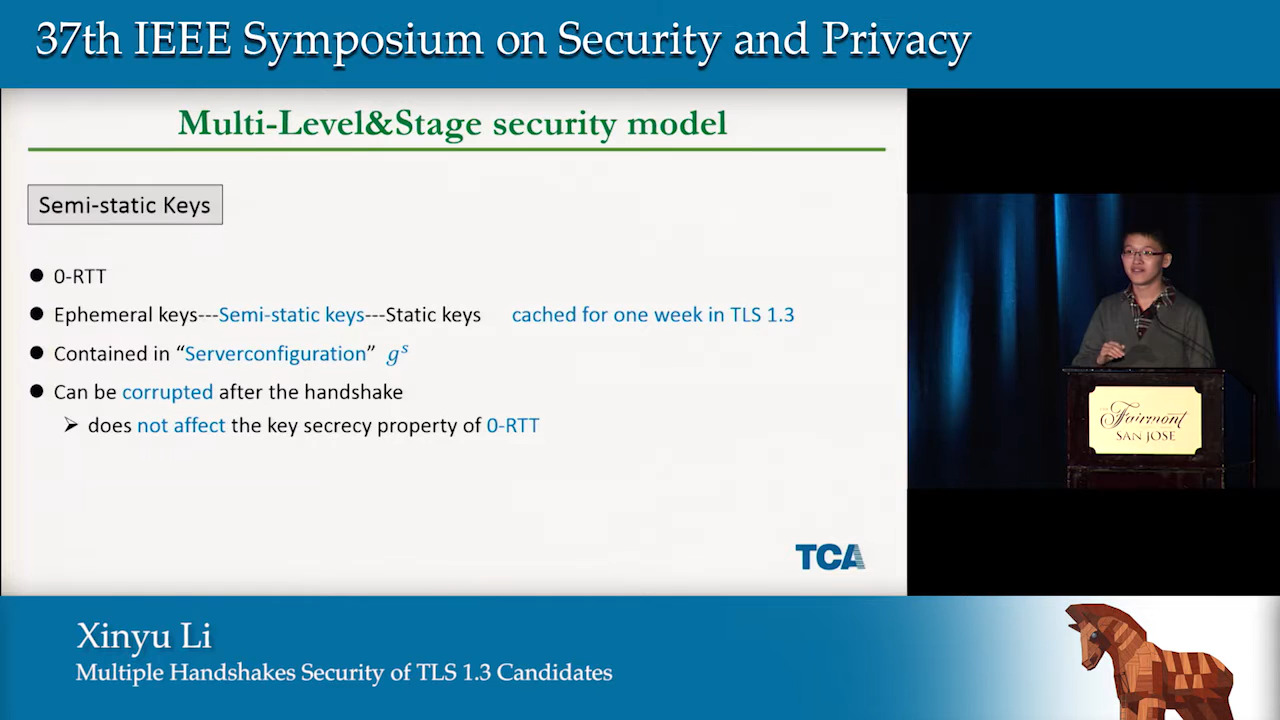 37th IEEE Symposium on Security and Privacy
Multi-Level&Stage security model
Semi-static Keys
● 0-RTT
● Ephemeral keys---Semi-static keys---Static keys cached for one week in TLS 1.3
● Contained in “Serverconfiguration” gˢ
● Can be corrupted after the handshake
➢ does not affect the key secrecy property of 0-RTT
TCA
Fairmont
SAN JOSE
Xinyu Li
Multiple Handshakes Security of TLS 1.3 Candidates